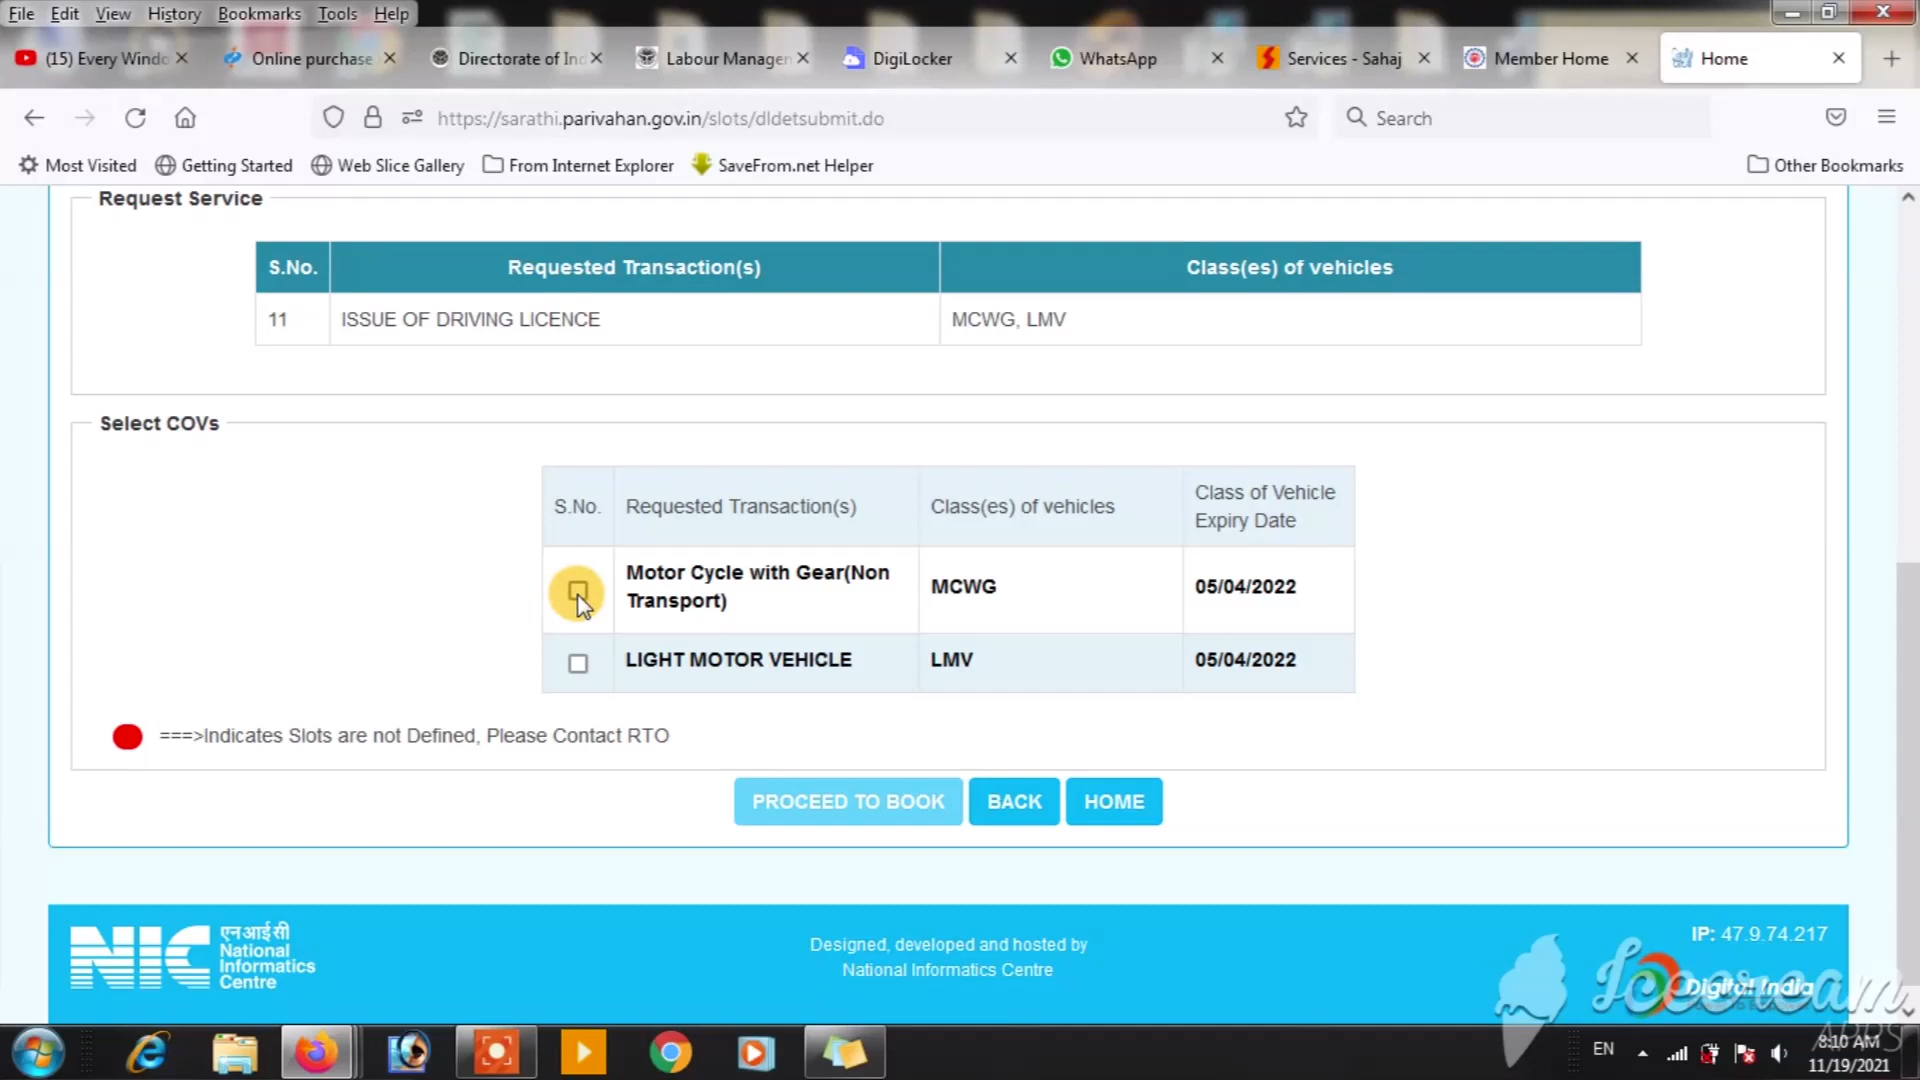 File Edit View History Bookmarks Tools Help
(15) Every Windo
Online purchase
Directorate of Ind
Labour Manager
DigiLocker
WhatsApp
Services - Sahaj
Member Home
Home
https://sarathi.parivahan.gov.in/slots/dldetsubmit.do
Search
Most Visited
Getting Started
Web Slice Gallery
From Internet Explorer
SaveFrom.net Helper
Other Bookmarks
Request Service
S.No. Requested Transaction(s) Class(es) of vehicles
11 ISSUE OF DRIVING LICENCE MCWG, LMV
Select COVs
S.No. Requested Transaction(s) Class(es) of vehicles Class of Vehicle
Expiry Date
Motor Cycle with Gear(Non
Transport) MCWG 05/04/2022
LIGHT MOTOR VEHICLE LMV 05/04/2022
===>Indicates Slots are not Defined, Please Contact RTO
PROCEED TO BOOK BACK HOME
NIC
एनआईसी
National
Informatics
Centre
Designed, developed and hosted by
National Informatics Centre
IP: 47.9.74.217
Digital India
Icecream
APPS
EN
8:10 AM
11/19/2021